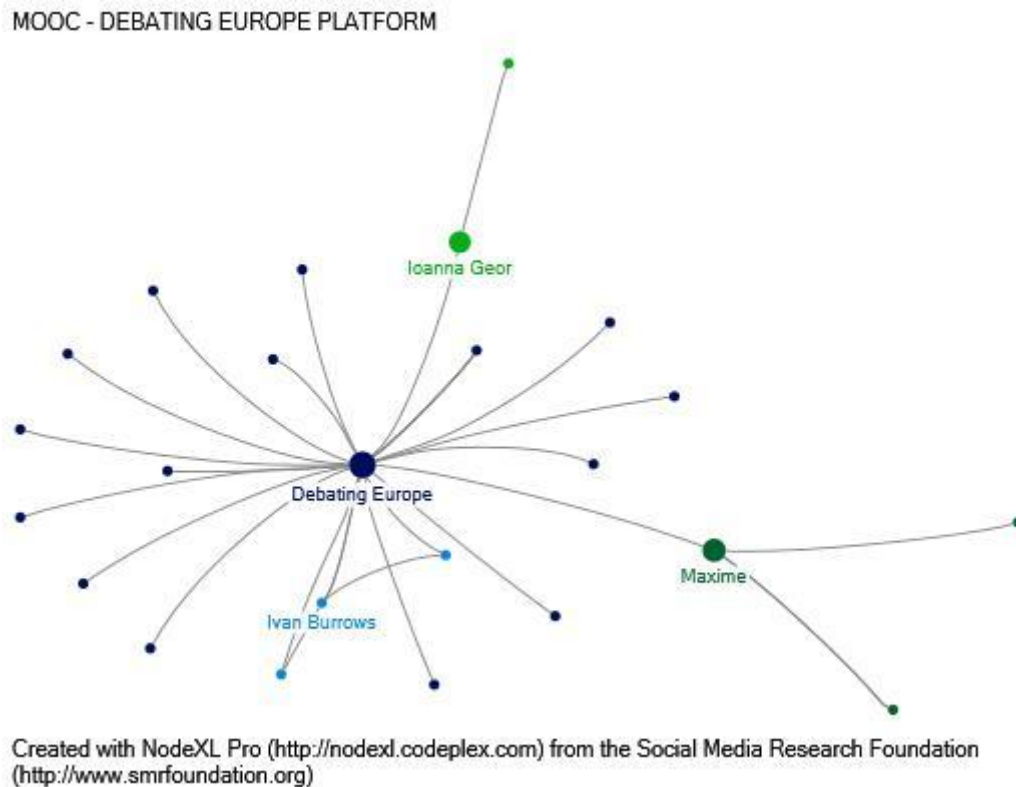 MOOC - DEBATING EUROPE PLATFORM
Ioanna Geor
Debating Europe
Maxime
Ivan Burrows
Created with NodeXL Pro (http://nodexl.codeplex.com) from the Social Media Research Foundation
(http://www.smrfoundation.org)